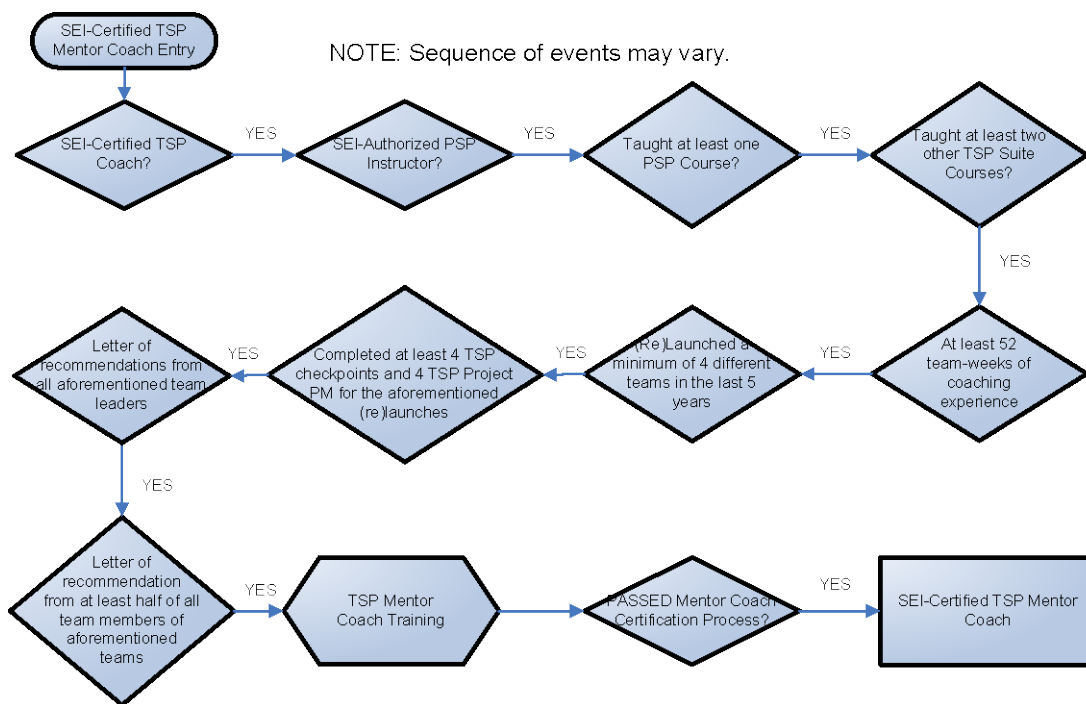 SEI-Certified TSP
Mentor Coach Entry
NOTE: Sequence of events may vary.
SEI-Certified TSP
Coach?
YES
SEI-Authorized PSP
Instructor?
YES
Taught at least one
PSP Course?
YES
Taught at least two
other TSP Suite
Courses?
YES
At least 52
team-weeks of
coaching
experience
YES
(Re)Launched a
minimum of 4 different
teams in the last 5
years
YES
Completed at least 4 TSP
checkpoints and 4 TSP Project
PM for the aforementioned
(re)launches
YES
Letter of
recommendations from
all aforementioned team
leaders
YES
Letter of
recommendation
from at least half of all
team members of
aforementioned
teams
YES
TSP Mentor
Coach Training
PASSED Mentor Coach
Certification Process?
YES
SEI-Certified TSP Mentor
Coach